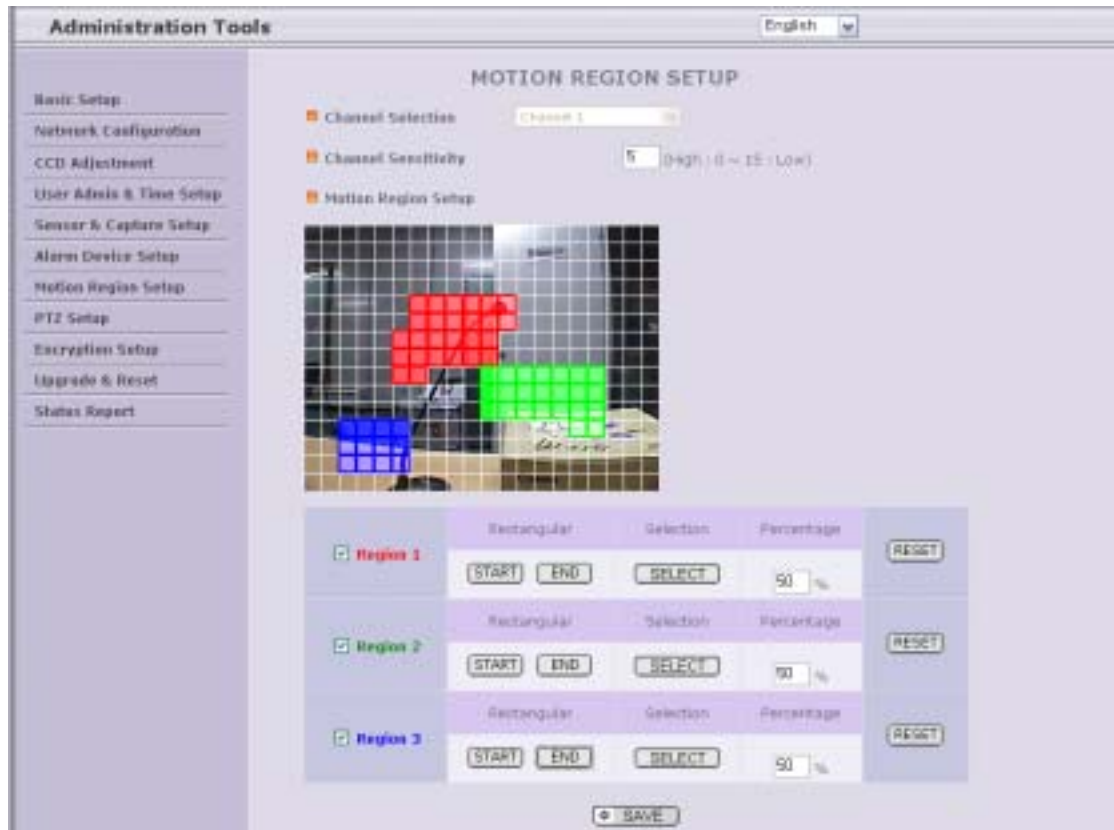 Administration Tools
English
Basic Setup
Network Configuration
CCD Adjustment
User Admin & Time Setup
Sensor & Capture Setup
Alarm Device Setup
Motion Region Setup
PTZ Setup
Encryption Setup
Upgrade & Reset
Status Report
MOTION REGION SETUP
Channel Selection
Channel 1
Channel Sensitivity
5 (High : 0 ~ 15 : Low)
Motion Region Setup
Region 1
Rectangular Selection Percentage
START END SELECT 50 %
RESET
Region 2
Rectangular Selection Percentage
START END SELECT 50 %
RESET
Region 3
Rectangular Selection Percentage
START END SELECT 50 %
RESET
SAVE